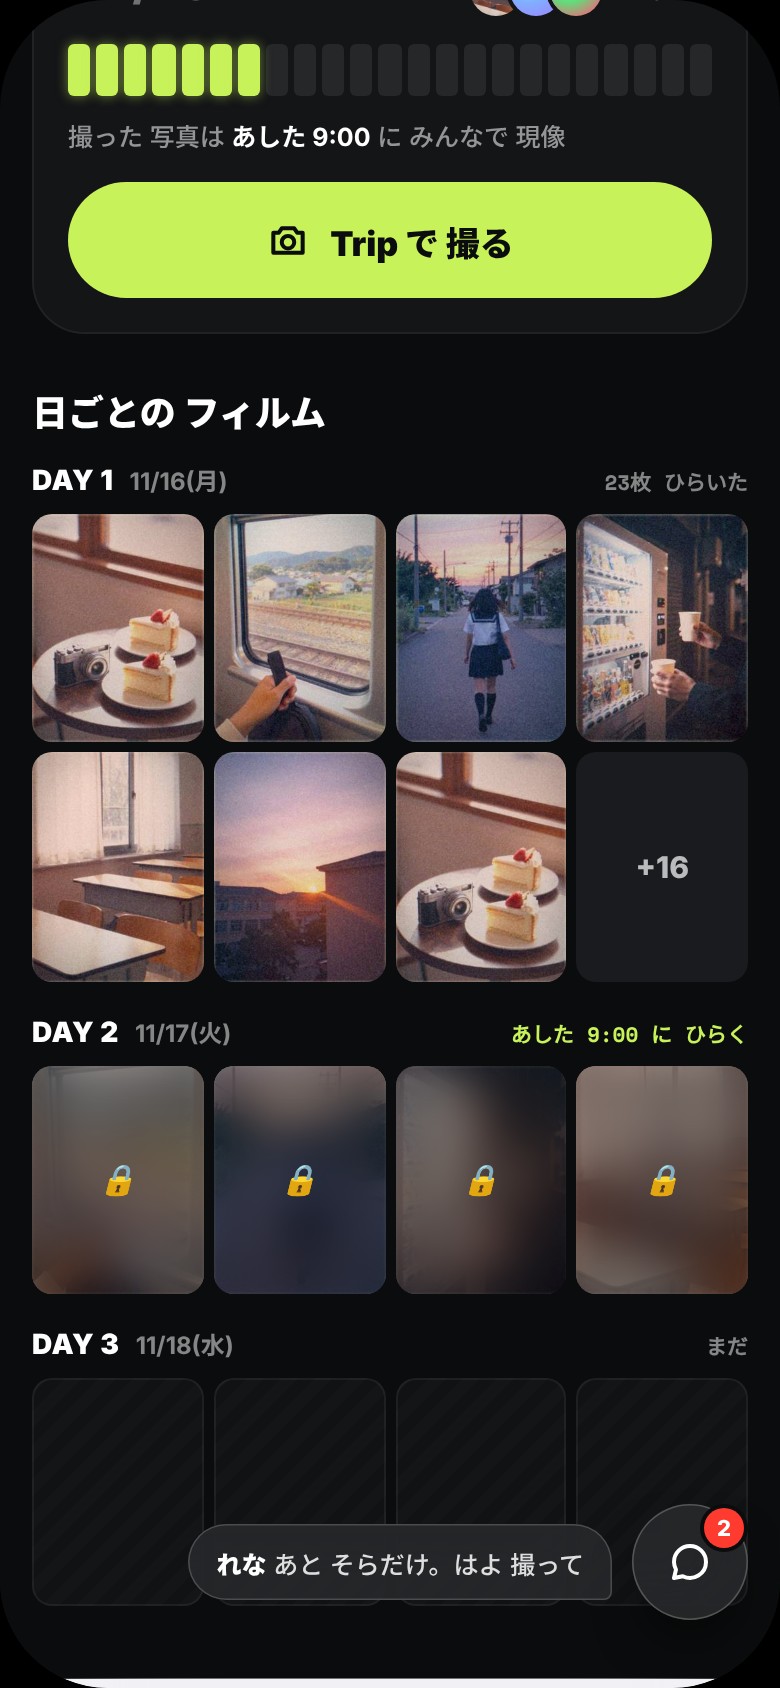 撮った 写真は あした 9:00 に みんなで 現像
Trip で 撮る
日ごとの フィルム
DAY 1 11/16(月) 23枚 ひらいた
+16
DAY 2 11/17(火) あした 9:00 に ひらく
DAY 3 11/18(水) まだ
2
れな あと そらだけ。はよ 撮って